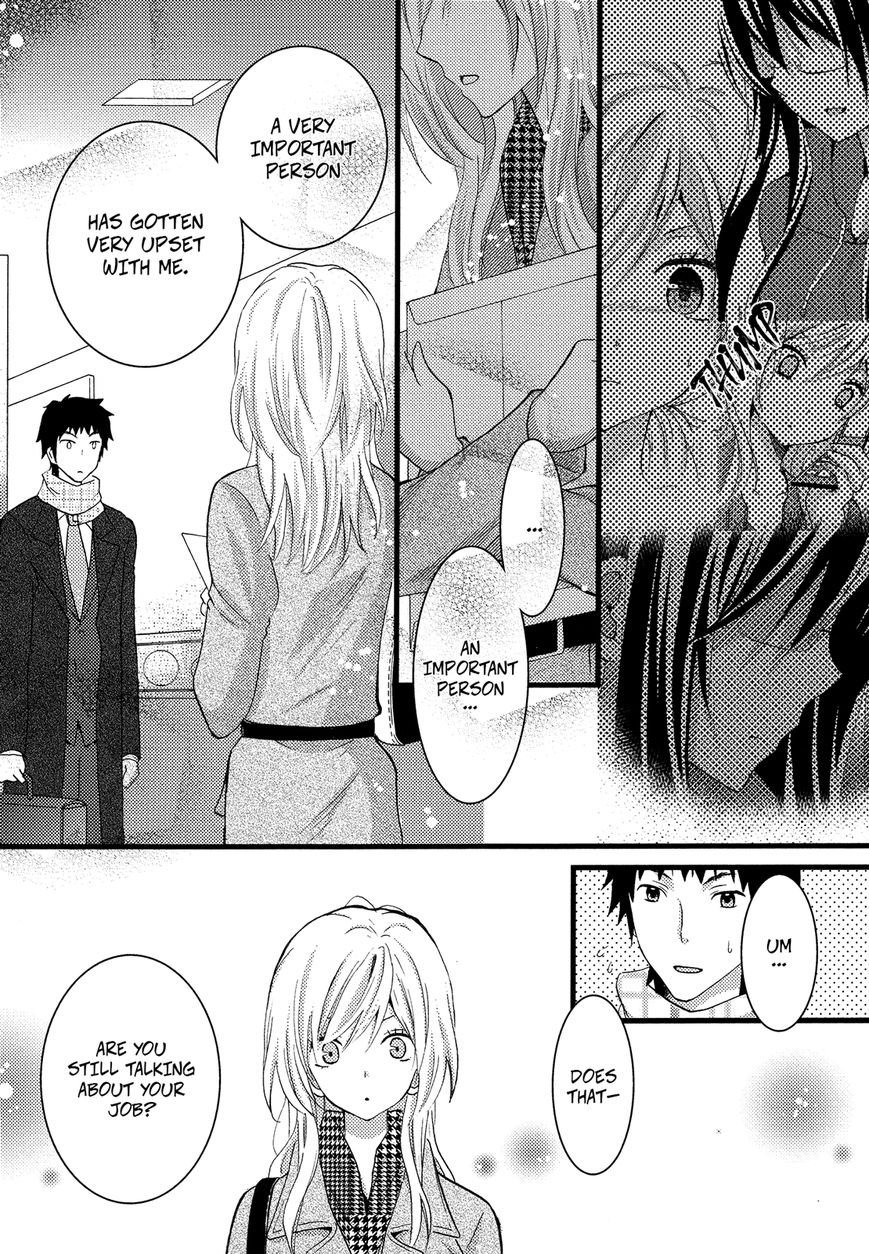 THUMP
...
AN
IMPORTANT
PERSON
...
A VERY
IMPORTANT
PERSON
HAS GOTTEN
VERY UPSET
WITH ME.
UM
...
DOES
THAT-
ARE YOU
STILL TALKING
ABOUT YOUR
JOB?